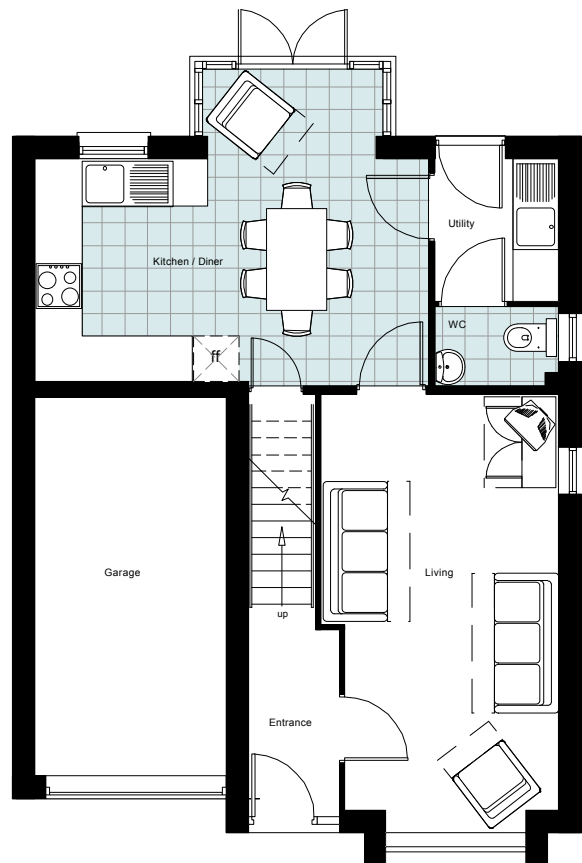 Utility
Kitchen / Diner
WC
ff
Garage
Living
up
Entrance